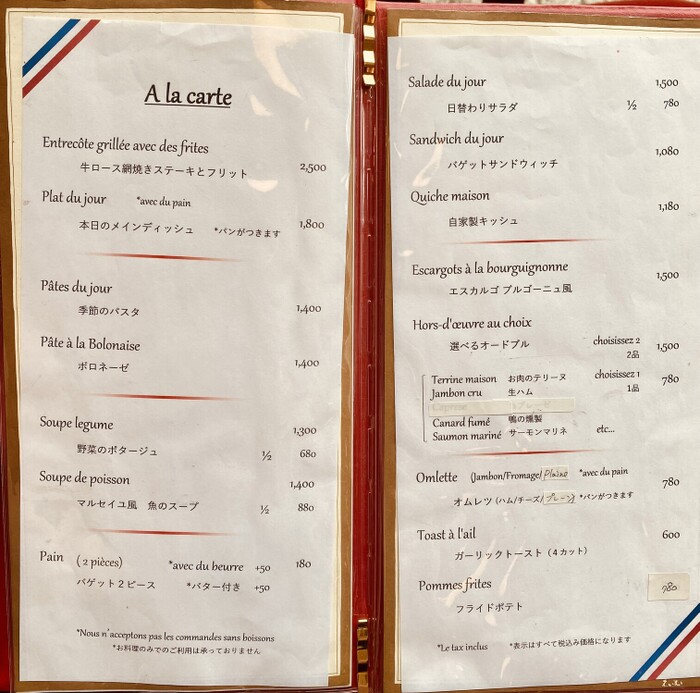 A la carte
Entrecôte grillée avec des frites
牛ロース網焼きステーキとフリット 2,500
Plat du jour *avec du pain
本日のメインディッシュ *パンがつきます 1,800
Pâtes du jour
季節のパスタ 1,400
Pâte à la Bolonaise
ボロネーゼ 1,400
Soupe legume 1,300
野菜のポタージュ ½ 680
Soupe de poisson 1,400
マルセイユ風 魚のスープ ½ 880
Pain (2 pièces) *avec du beurre +50 180
バゲット2ピース *バター付き +50
*Nous n'acceptons pas les commandes sans boissons
*お料理のみでのご利用は承っておりません
Salade du jour 1,500
日替わりサラダ ½ 780
Sandwich du jour
バゲットサンドウィッチ 1,080
Quiche maison
自家製キッシュ 1,180
Escargots à la bourguignonne
エスカルゴ ブルゴーニュ風 1,500
Hors-d'œuvre au choix
選べるオードブル choisissez 2 1,500
2品
Terrine maison お肉のテリーヌ choisissez 1 780
Jambon cru 生ハム 1品
Canard fumé 鴨の燻製
Saumon mariné サーモンマリネ etc...
Omlette (Jambon/Fromage/ *avec du pain
オムレツ (ハム/チーズ/プレーン) *パンがつきます 780
Toast à l'ail 600
ガーリックトースト(4カット)
Pommes frites 780
フライドポテト
*Le tax inclus *表示はすべて税込み価格になります